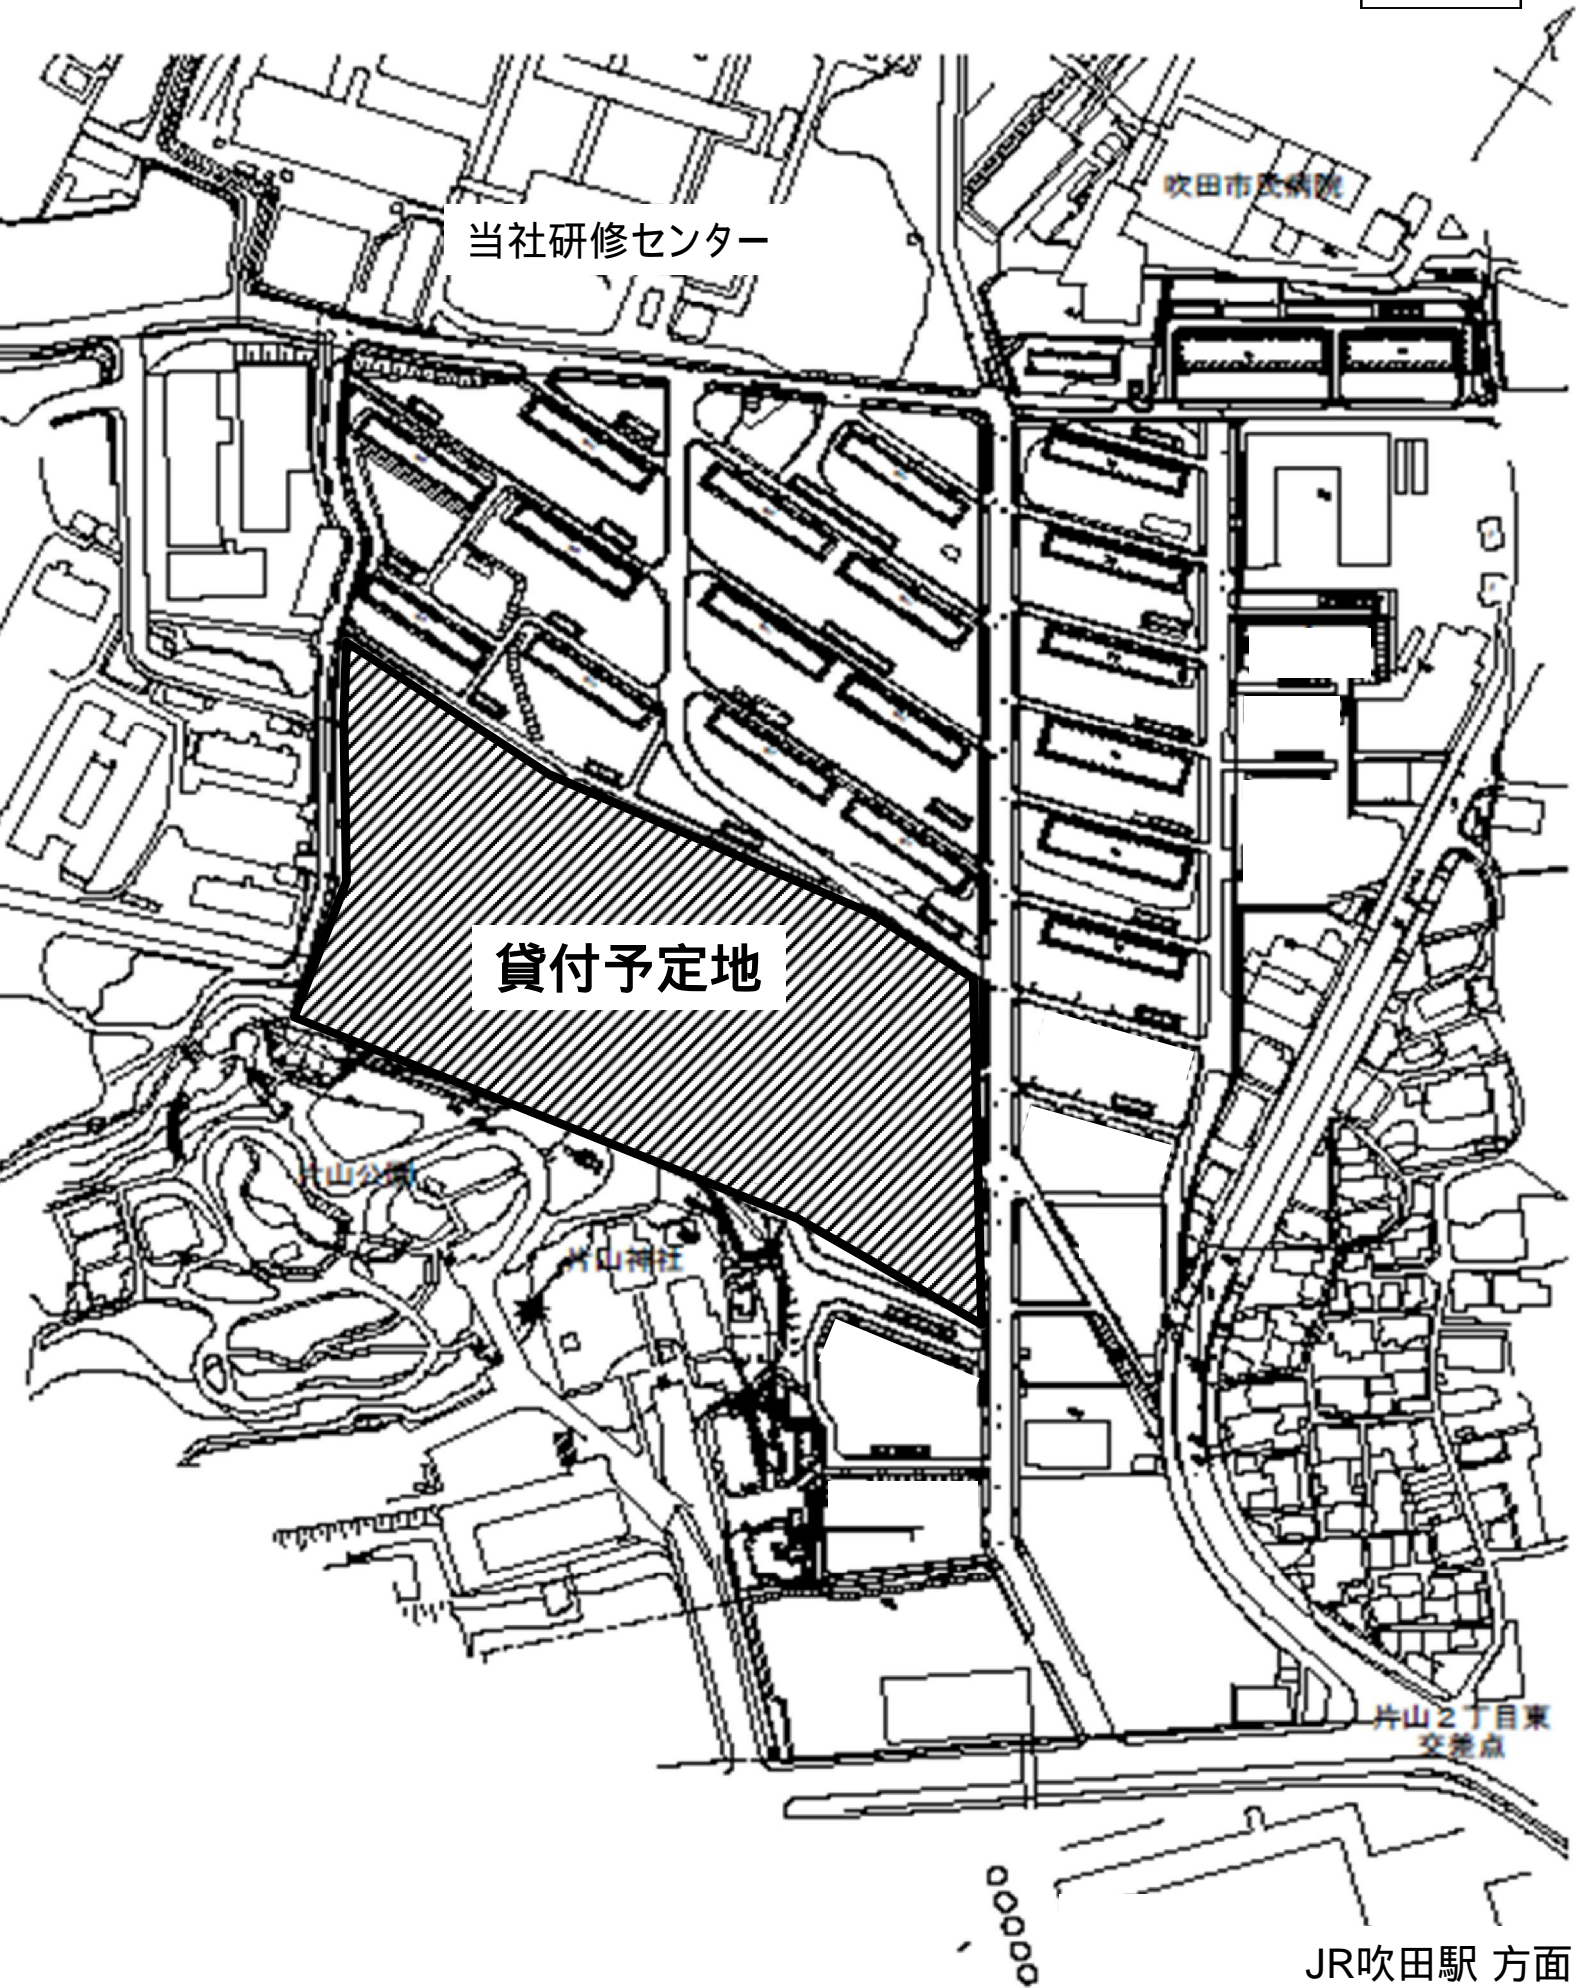 吹田市民病院
当社研修センター
貸付予定地
片山公園
片山神社
片山2丁目東
交差点
JR吹田駅 方面